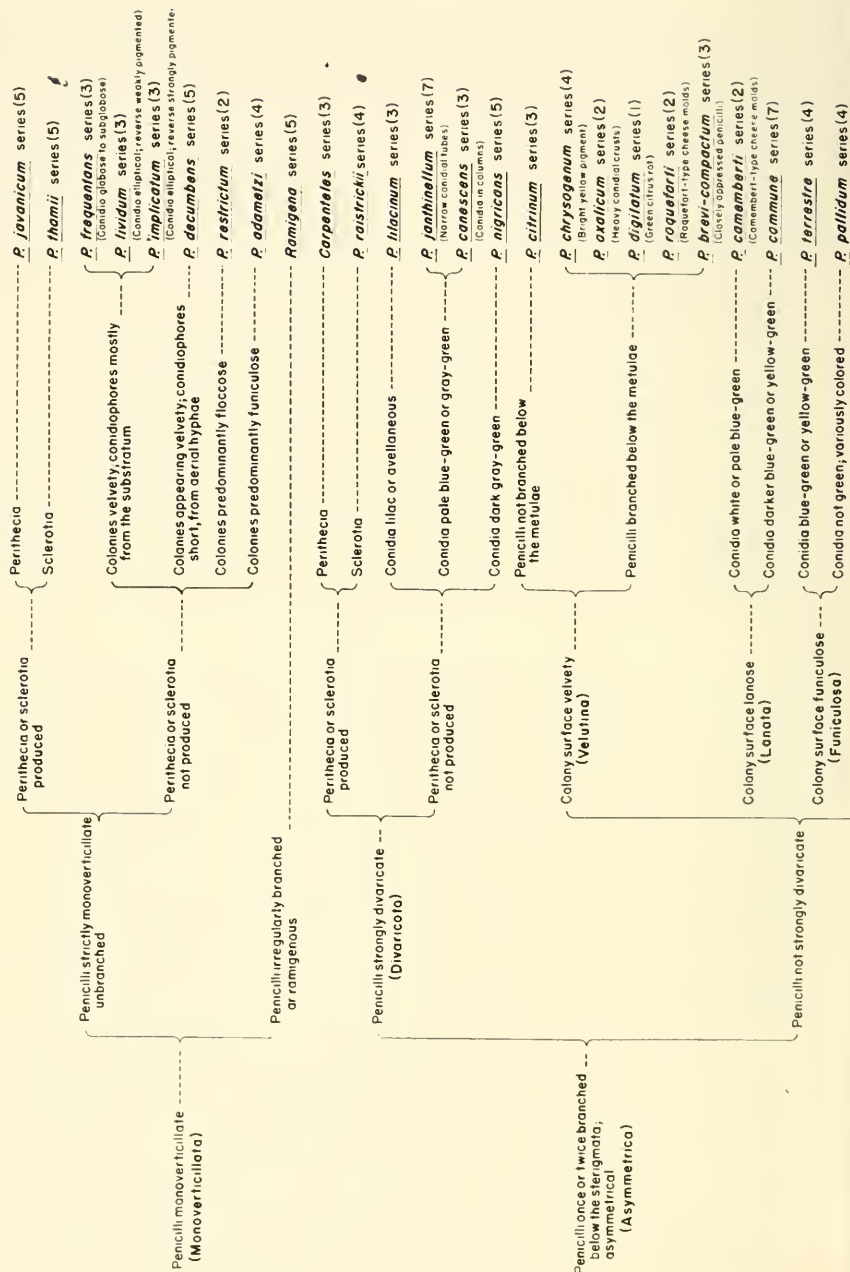 Penicilli monoverticillate
(Monoverticillata)
Penicilli strictly monoverticillate
unbranched
Perithecia or sclerotia
produced
Perithecia
P. javanicum series (5)
Sclerotia
P. thomii series (5)
Perithecia or sclerotia
not produced
Colonies velvety; conidiophores mostly
from the substratum
P. frequentans series (3)
(Conidia globose to subglobose)
P. lividum series (3)
(Conidia elliptical; reverse weakly pigmented)
P. implicatum series (3)
(Conidia elliptical; reverse strongly pigmente
Colonies appearing velvety; conidiophores
short, from aerial hyphae
P. decumbens series (5)
Colonies predominantly floccose
P. restrictum series (2)
Colonies predominantly funiculose
P. adametzi series (4)
Penicilli irregularly branched
or ramigenous
Ramigena series (5)
Penicilli once or twice branched
below the sterigmata;
asymmetrical
(Asymmetrica)
Penicilli strongly divaricate
(Divaricata)
Perithecia or sclerotia
produced
Perithecia
Carpenteles series (3)
Sclerotia
P. raistrickii series (4)
Perithecia or sclerotia
not produced
Conidia lilac or avellaneous
P. lilacinum series (3)
Conidia pale blue-green or gray-green
P. janthinellum series (7)
(Narrow conidial tubes)
P. canescens series (3)
(Conidia in columns)
Conidia dark gray-green
P. nigricans series (5)
Penicilli not strongly divaricate
Colony surface velvety
(Velutina)
Penicilli not branched below
the metulae
P. citrinum series (3)
Penicilli branched below the metulae
P. chrysogenum series (4)
(Bright yellow pigment)
P. oxalicum series (2)
(Heavy conidial crusts)
P. digitatum series (1)
(Green citrus rot)
P. roqueforti series (2)
(Roquefort-type cheese molds)
P. brevi-compactum series (3)
(Closely appressed penicilli)
Colony surface lanose
(Lanata)
Conidia white or pale blue-green
P. camemberti series (2)
(Camembert-type cheese molds)
Conidia darker blue-green or yellow-green
P. commune series (7)
Colony surface funiculose
(Funiculosa)
Conidia blue-green or yellow-green
P. terrestre series (4)
Conidia not green; variously colored
P. pallidum series (4)